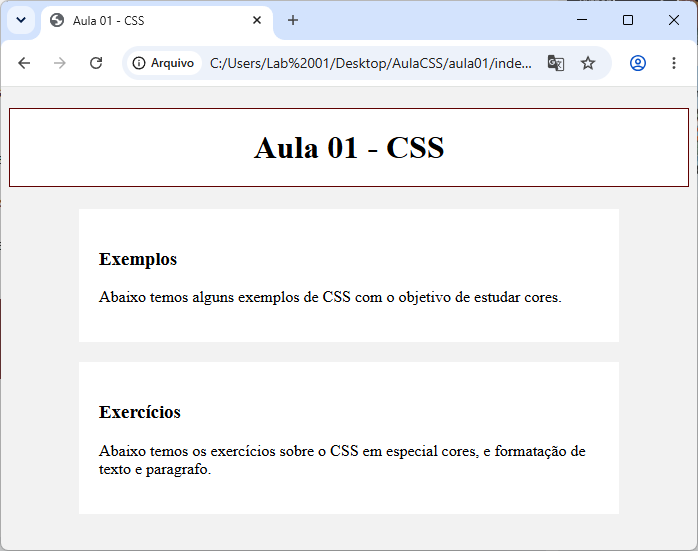 Aula 01 - CSS
Arquivo C:/Users/Lab%2001/Desktop/AulaCSS/aula01/inde...
Aula 01 - CSS
Exemplos
Abaixo temos alguns exemplos de CSS com o objetivo de estudar cores.
Exercícios
Abaixo temos os exercícios sobre o CSS em especial cores, e formatação de
texto e paragrafo.